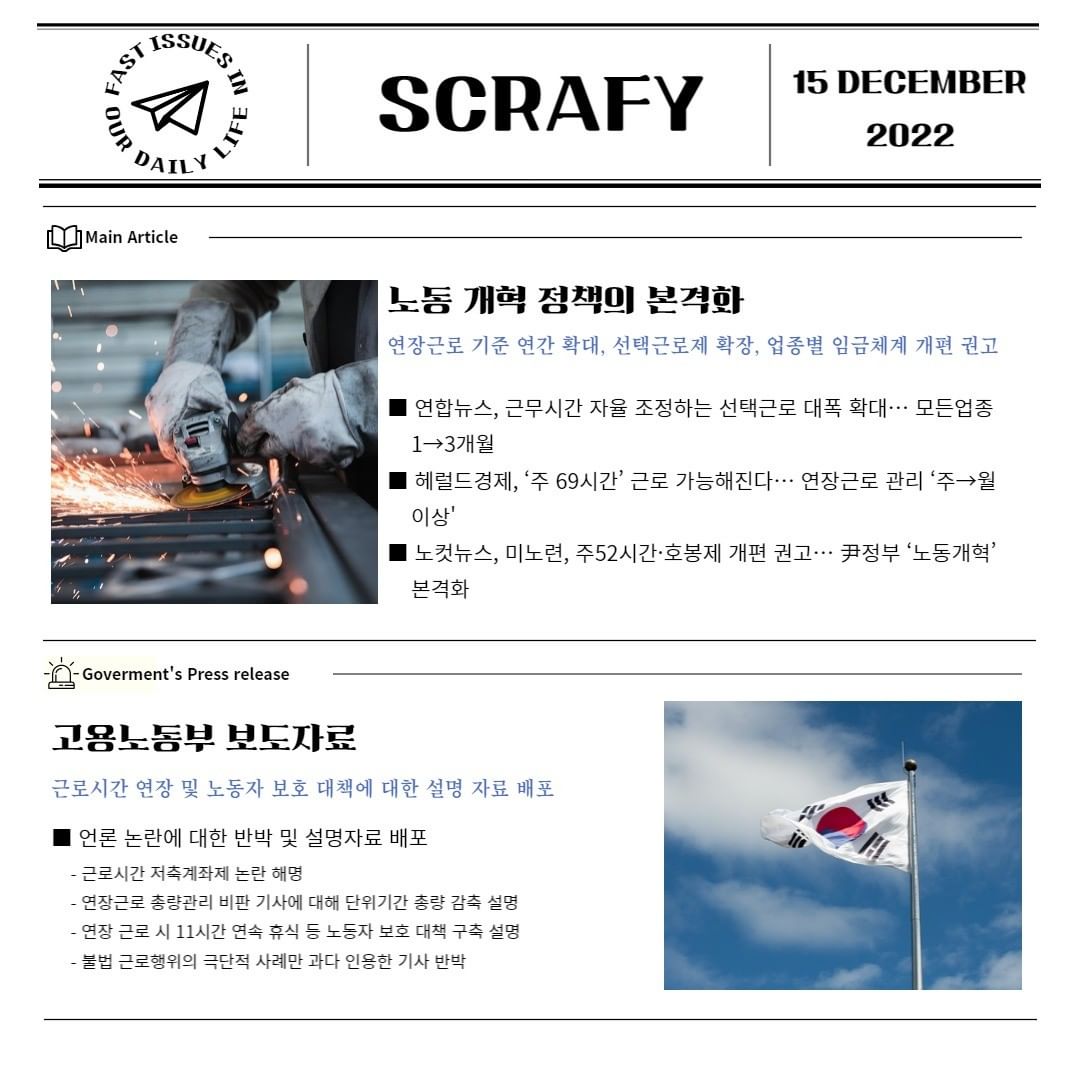 FAST ISSUES IN
OUR DAILY LIFE
SCRAFY
15 DECEMBER
2022
Main Article
노동 개혁 정책의 본격화
연장근로 기준 연간 확대, 선택근로제 확장, 업종별 임금체계 개편 권고
■ 연합뉴스, 근무시간 자율 조정하는 선택근로 대폭 확대… 모든업종
1→3개월
■ 헤럴드경제, ‘주 69시간’ 근로 가능해진다… 연장근로 관리 ‘주→월
이상'
■ 노컷뉴스, 미노련, 주52시간·호봉제 개편 권고… 尹정부 ‘노동개혁’
본격화
Goverment's Press release
고용노동부 보도자료
근로시간 연장 및 노동자 보호 대책에 대한 설명 자료 배포
■ 언론 논란에 대한 반박 및 설명자료 배포
- 근로시간 저축계좌제 논란 해명
- 연장근로 총량관리 비판 기사에 대해 단위기간 총량 감축 설명
- 연장 근로 시 11시간 연속 휴식 등 노동자 보호 대책 구축 설명
- 불법 근로행위의 극단적 사례만 과다 인용한 기사 반박